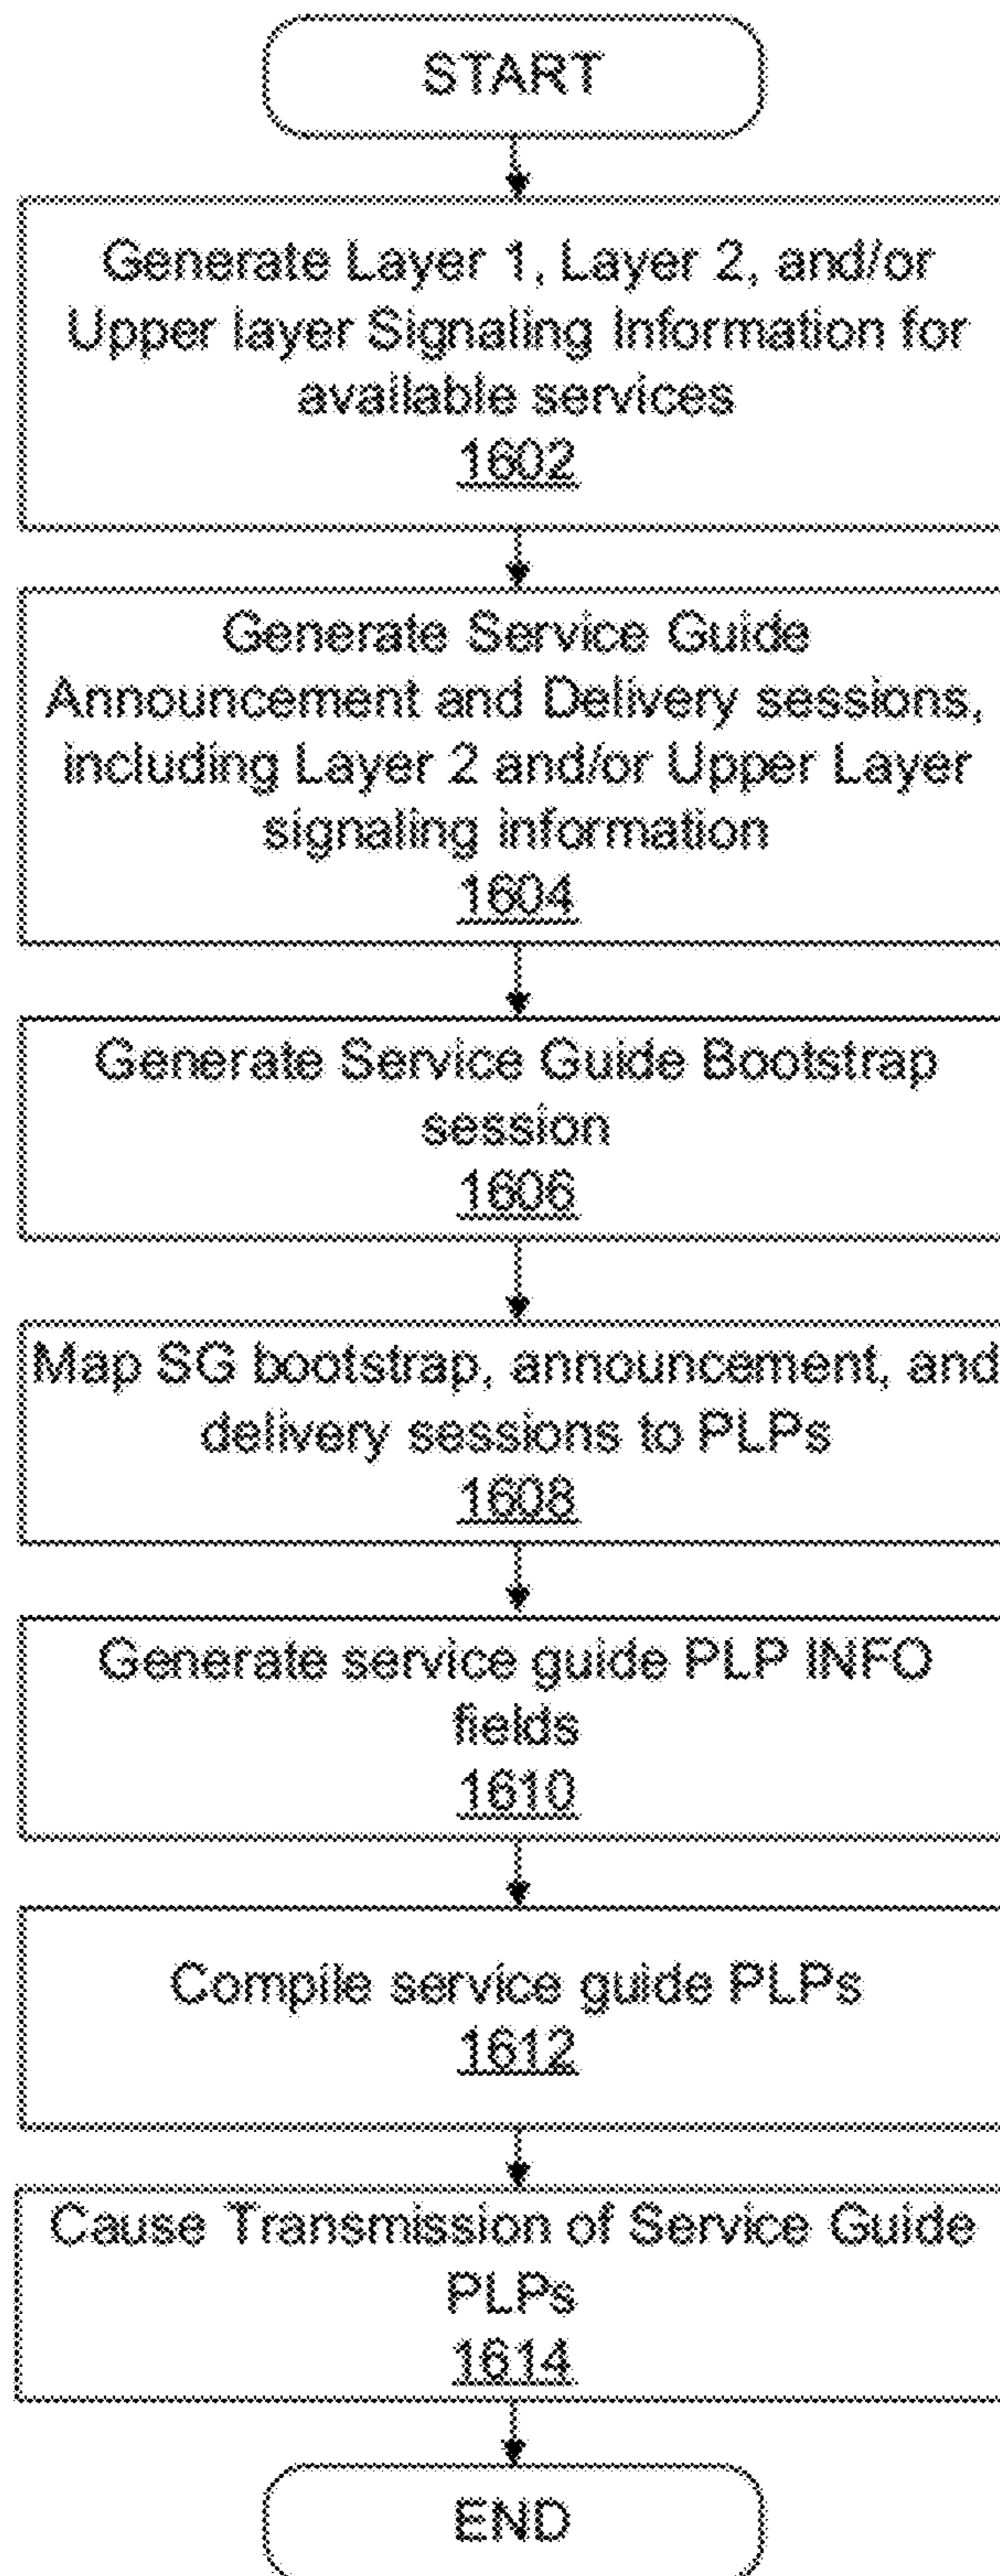 START
Generate Layer 1, Layer 2, and/or
Upper layer Signaling Information for
available services
1602
Generate Service Guide
Announcement and Delivery sessions,
including Layer 2 and/or Upper Layer
signaling information
1604
Generate Service Guide Bootstrap
session
1606
Map SG bootstrap, announcement, and
delivery sessions to PLPs
1608
Generate service guide PLP INFO
fields
1610
Compile service guide PLPs
1612
Cause Transmission of Service Guide
PLPs
1614
END